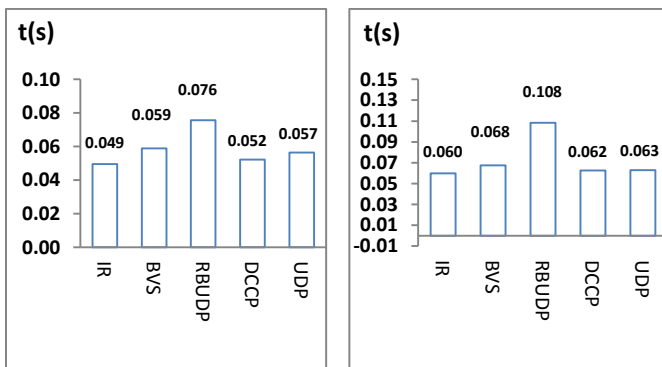 t(s)
0.10
0.08
0.06
0.04
0.02
0.00
0.049
0.059
0.076
0.052
0.057
IR
BVS
RBUDP
DCCP
UDP
t(s)
0.15
0.13
0.11
0.09
0.07
0.05
0.03
0.01
-0.01
0.060
0.068
0.108
0.062
0.063
IR
BVS
RBUDP
DCCP
UDP